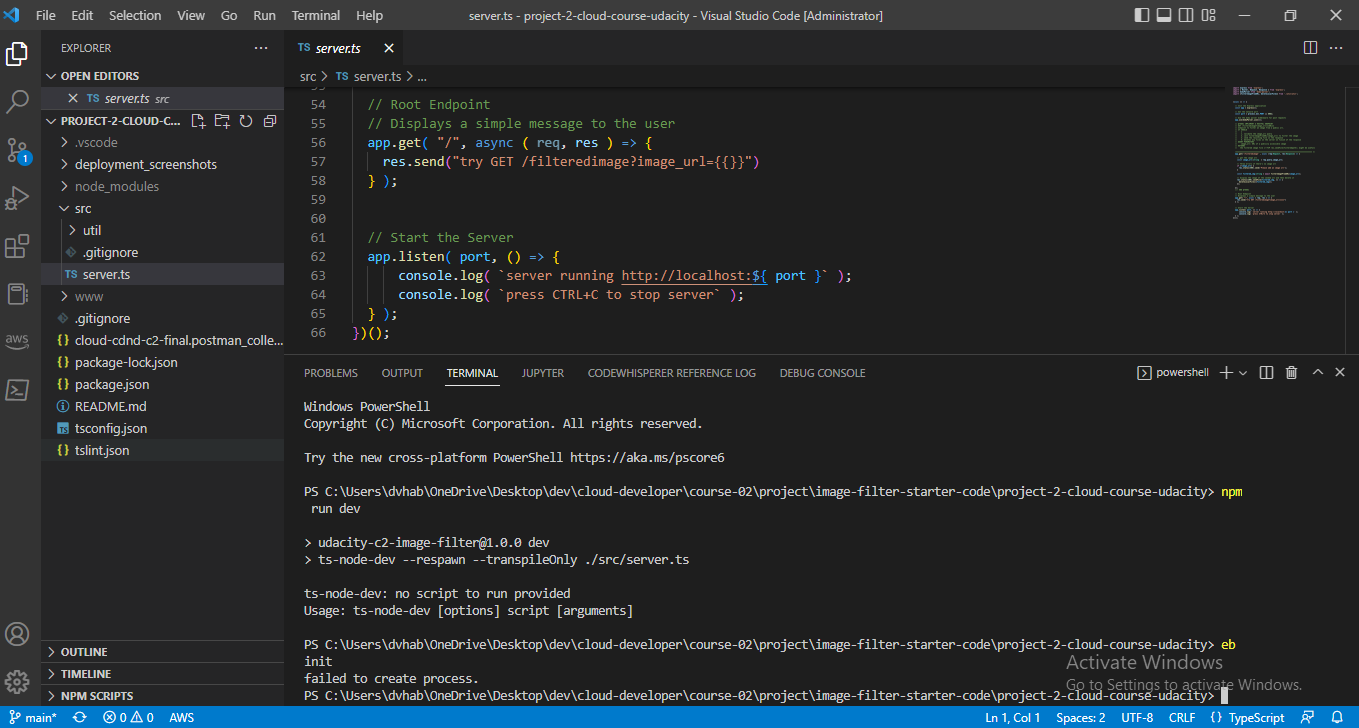 File Edit Selection View Go Run Terminal Help server.ts - project-2-cloud-course-udacity - Visual Studio Code [Administrator]
EXPLORER
OPEN EDITORS
TS server.ts src
PROJECT-2-CLOUD-C...
.vscode
deployment_screenshots
node_modules
src
util
.gitignore
TS server.ts
www
.gitignore
{} cloud-cdnd-c2-final.postman_colle...
{} package-lock.json
{} package.json
README.md
TS tsconfig.json
{} tslint.json
OUTLINE
TIMELINE
NPM SCRIPTS
1
aws
TS server.ts
src > TS server.ts > ...
54 // Root Endpoint
55 // Displays a simple message to the user
56 app.get( "/", async ( req, res ) => {
57 res.send("try GET /filteredimage?image_url={{}}")
58 } );
59
60
61 // Start the Server
62 app.listen( port, () => {
63 console.log( `server running http://localhost:${ port }` );
64 console.log( `press CTRL+C to stop server` );
65 } );
66 })();
PROBLEMS OUTPUT TERMINAL JUPYTER CODEWHISPERER REFERENCE LOG DEBUG CONSOLE powershell
Windows PowerShell
Copyright (C) Microsoft Corporation. All rights reserved.
Try the new cross-platform PowerShell https://aka.ms/pscore6
PS C:\Users\dvhab\OneDrive\Desktop\dev\cloud-developer\course-02\project\image-filter-starter-code\project-2-cloud-course-udacity> npm
run dev
> udacity-c2-image-filter@1.0.0 dev
> ts-node-dev --respawn --transpileOnly ./src/server.ts
ts-node-dev: no script to run provided
Usage: ts-node-dev [options] script [arguments]
PS C:\Users\dvhab\OneDrive\Desktop\dev\cloud-developer\course-02\project\image-filter-starter-code\project-2-cloud-course-udacity> eb
init
failed to create process.
PS C:\Users\dvhab\OneDrive\Desktop\dev\cloud-developer\course-02\project\image-filter-starter-code\project-2-cloud-course-udacity>
Activate Windows
Go to Settings to activate Windows.
main* 0 0 AWS Ln 1, Col 1 Spaces: 2 UTF-8 CRLF {} TypeScript